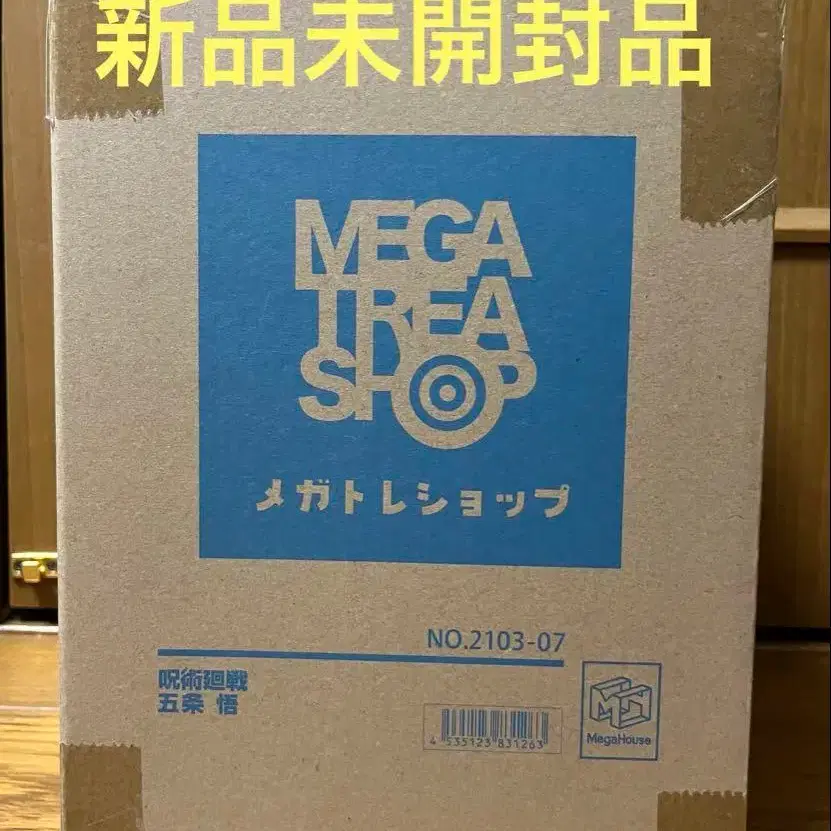 新品未開封品
MEGA
TREA
SHOP
メガトレショップ
NO.2103-07
呪術廻戦
五条 悟
4 535123 831263
MegaHouse